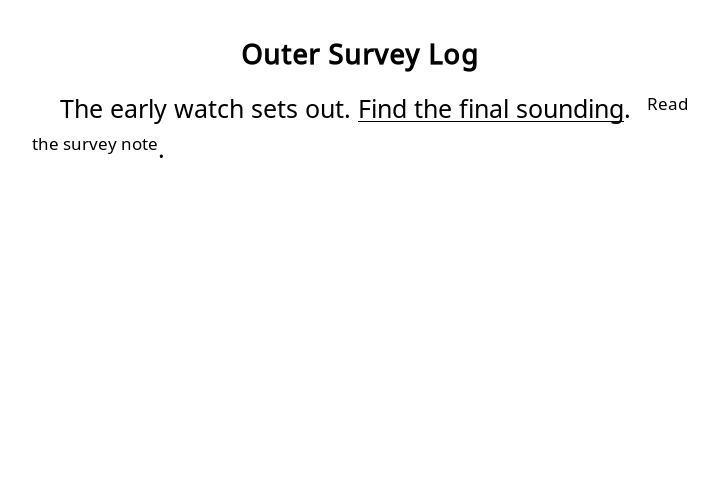 Outer Survey Log
The early watch sets out. Find the final sounding. Read
the survey note.